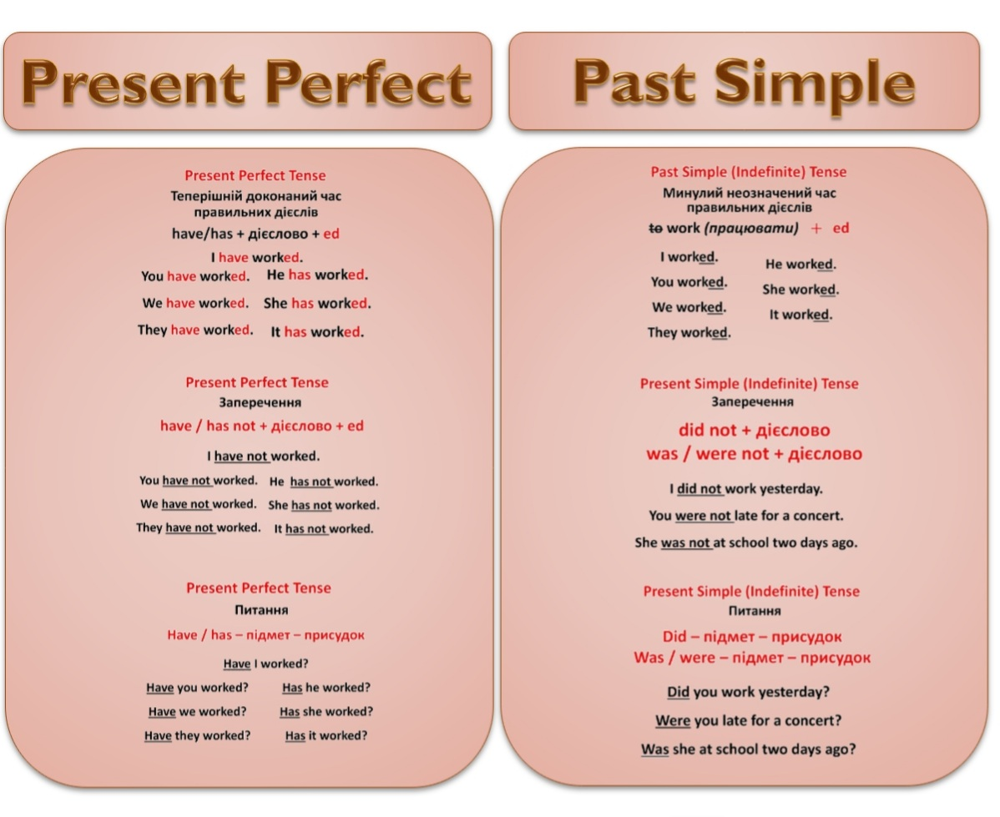 Present Perfect
Present Perfect Tense
Теперішній доконаний час
правильних дієслів
have/has + дієслово + ed
I have worked.
You have worked. He has worked.
We have worked. She has worked.
They have worked. It has worked.
Present Perfect Tense
Заперечення
have / has not + дієслово + ed
I have not worked.
You have not worked. He has not worked.
We have not worked. She has not worked.
They have not worked. It has not worked.
Present Perfect Tense
Питання
Have / has – підмет – присудок
Have I worked?
Have you worked? Has he worked?
Have we worked? Has she worked?
Have they worked? Has it worked?
Past Simple
Past Simple (Indefinite) Tense
Минулий неозначений час
правильних дієслів
to work (працювати) + ed
I worked.
You worked.
We worked.
They worked.
He worked.
She worked.
It worked.
Present Simple (Indefinite) Tense
Заперечення
did not + дієслово
was / were not + дієслово
I did not work yesterday.
You were not late for a concert.
She was not at school two days ago.
Present Simple (Indefinite) Tense
Питання
Did – підмет – присудок
Was / were – підмет – присудок
Did you work yesterday?
Were you late for a concert?
Was she at school two days ago?